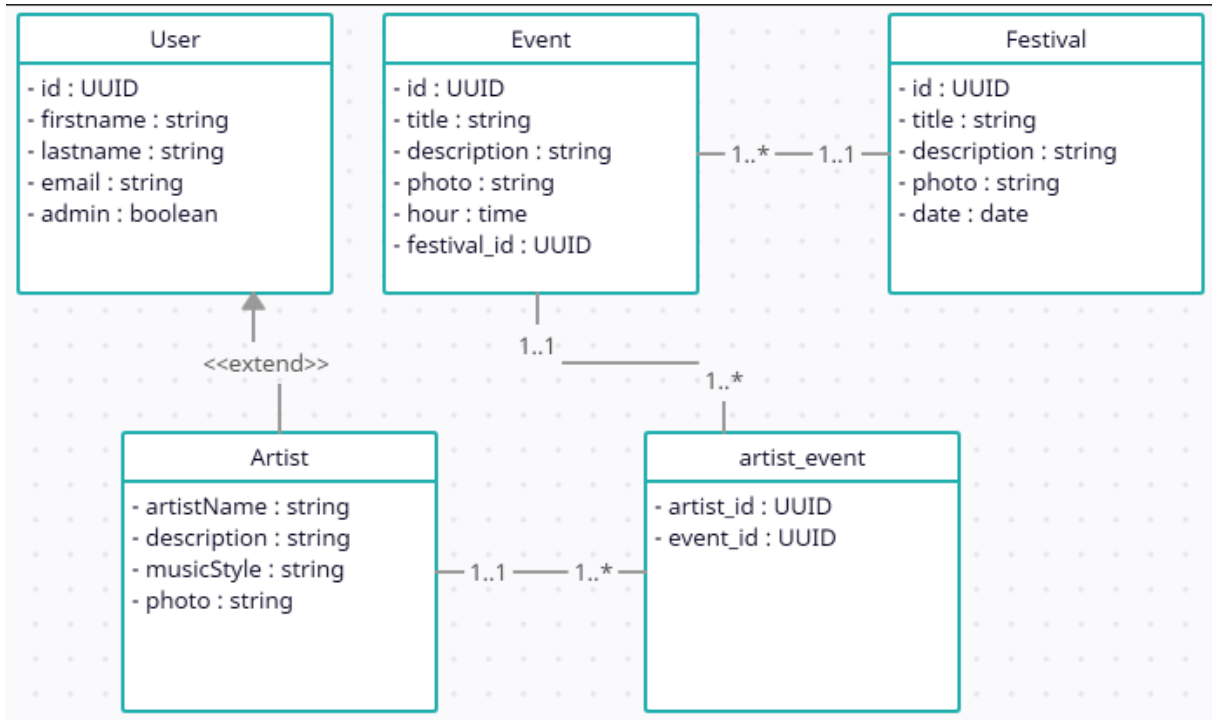 User
- id : UUID
- firstname : string
- lastname : string
- email : string
- admin : boolean
Event
- id : UUID
- title : string
- description : string
- photo : string
- hour : time
- festival_id : UUID
1..*
1..1
Festival
- id : UUID
- title : string
- description : string
- photo : string
- date : date
<<extend>>
1..1
1..*
Artist
- artistName : string
- description : string
- musicStyle : string
- photo : string
1..1
1..*
artist_event
- artist_id : UUID
- event_id : UUID